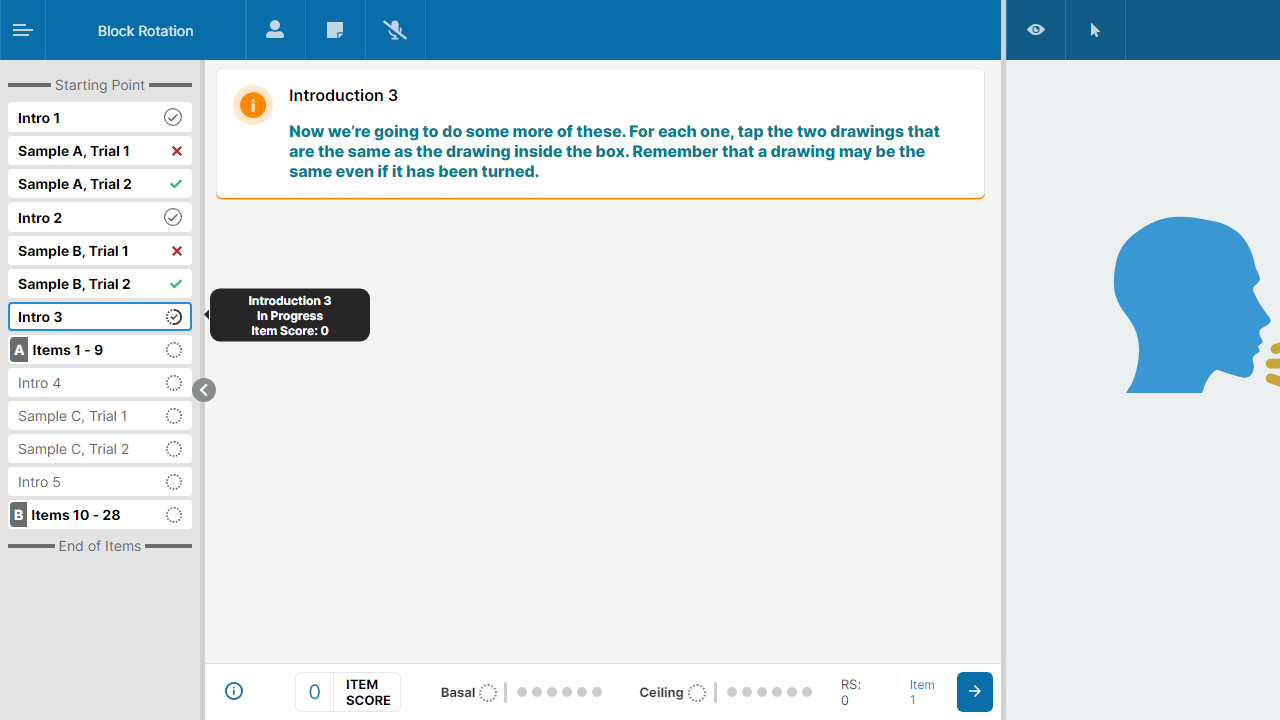 Block Rotation
Starting Point
Intro 1
Sample A, Trial 1
Sample A, Trial 2
Intro 2
Sample B, Trial 1
Sample B, Trial 2
Intro 3
A Items 1 - 9
Intro 4
Sample C, Trial 1
Sample C, Trial 2
Intro 5
B Items 10 - 28
End of Items
Introduction 3
Now we’re going to do some more of these. For each one, tap the two drawings that
are the same as the drawing inside the box. Remember that a drawing may be the
same even if it has been turned.
Introduction 3
In Progress
Item Score: 0
0 ITEM
SCORE
Basal
Ceiling
RS:
0
Item
1